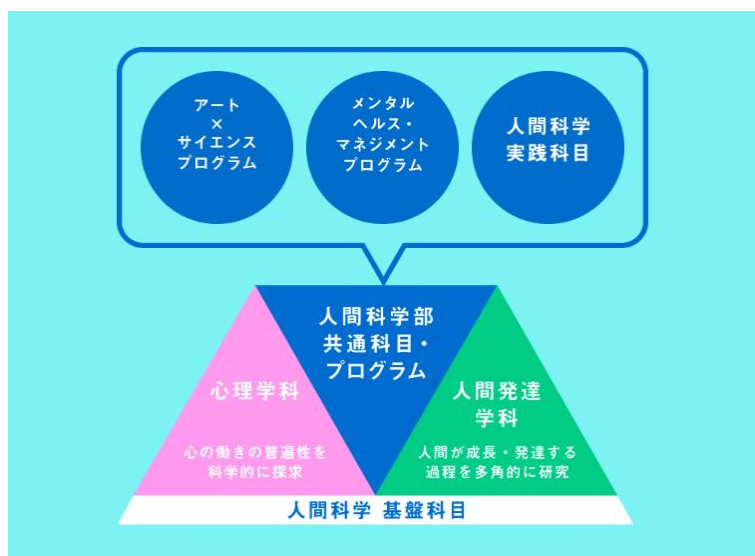 アート
×
サイエンス
プログラム
メンタル
ヘルス・
マネジメント
プログラム
人間科学
実践科目
人間科学部
共通科目・
プログラム
心理学科
心の働きの普遍性を
科学的に探求
人間発達
学科
人間が成長・発達する
過程を多角的に研究
人間科学 基盤科目